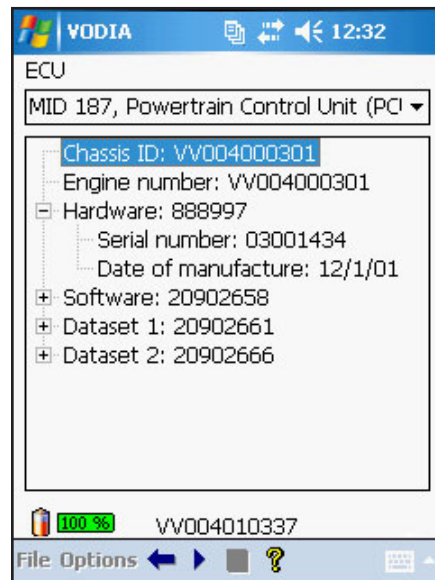 VODIA 12:32
ECU
MID 187, Powertrain Control Unit (PCU
Chassis ID: VV004000301
Engine number: VV004000301
Hardware: 888997
Serial number: 03001434
Date of manufacture: 12/1/01
Software: 20902658
Dataset 1: 20902661
Dataset 2: 20902666
100 % VV004010337
File Options ?